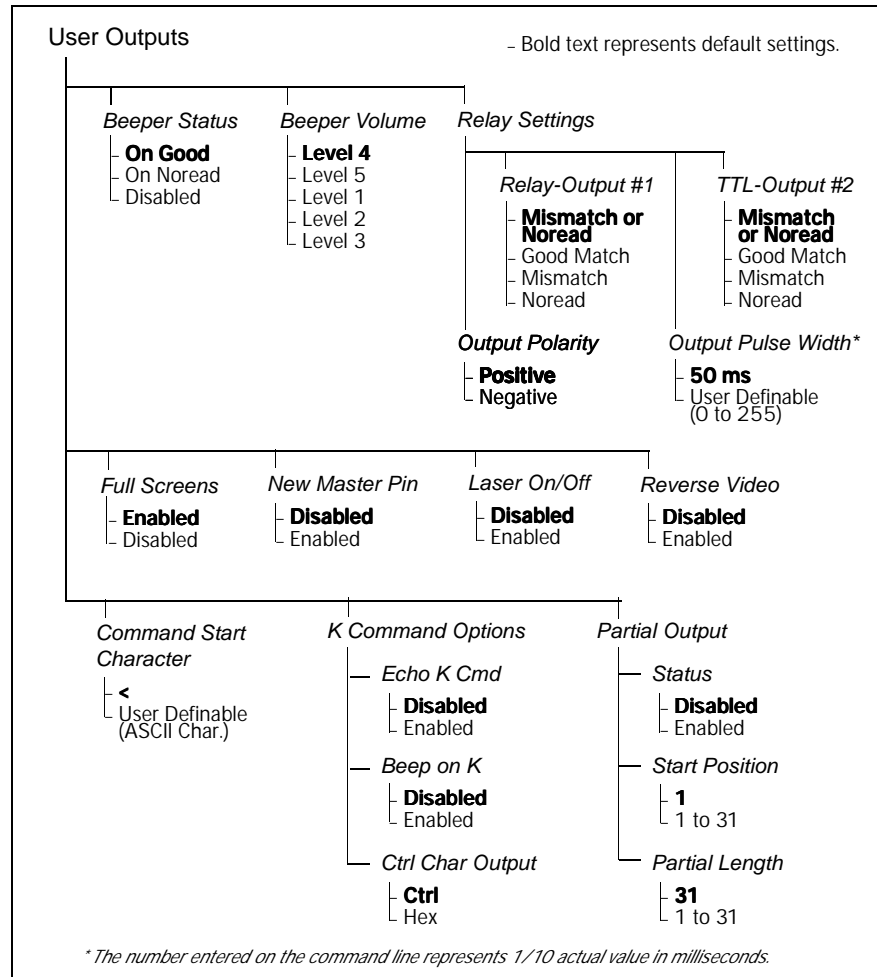 User Outputs
– Bold text represents default settings.
Beeper Status
On Good
On Noread
Disabled
Beeper Volume
Level 4
Level 5
Level 1
Level 2
Level 3
Relay Settings
Relay-Output #1
Mismatch or
Noread
Good Match
Mismatch
Noread
TTL-Output #2
Mismatch
or Noread
Good Match
Mismatch
Noread
Output Polarity
Positive
Negative
Output Pulse Width*
50 ms
User Definable
(0 to 255)
Full Screens
Enabled
Disabled
New Master Pin
Disabled
Enabled
Laser On/Off
Disabled
Enabled
Reverse Video
Disabled
Enabled
Command Start
Character
<
User Definable
(ASCII Char.)
K Command Options
Echo K Cmd
Disabled
Enabled
Beep on K
Disabled
Enabled
Ctrl Char Output
Ctrl
Hex
Partial Output
Status
Disabled
Enabled
Start Position
1
1 to 31
Partial Length
31
1 to 31
* The number entered on the command line represents 1/10 actual value in milliseconds.